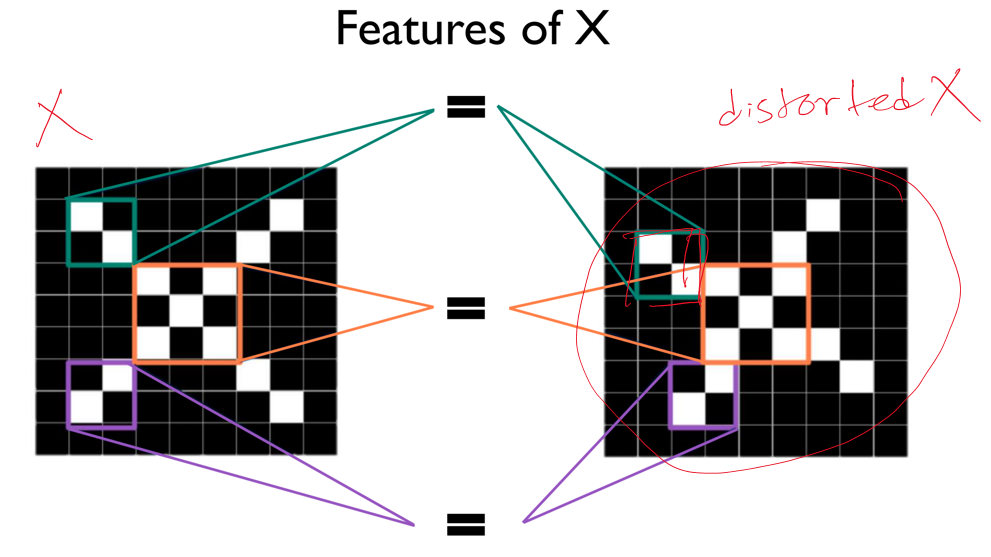 Features of X
X
distorted X
=
=
=